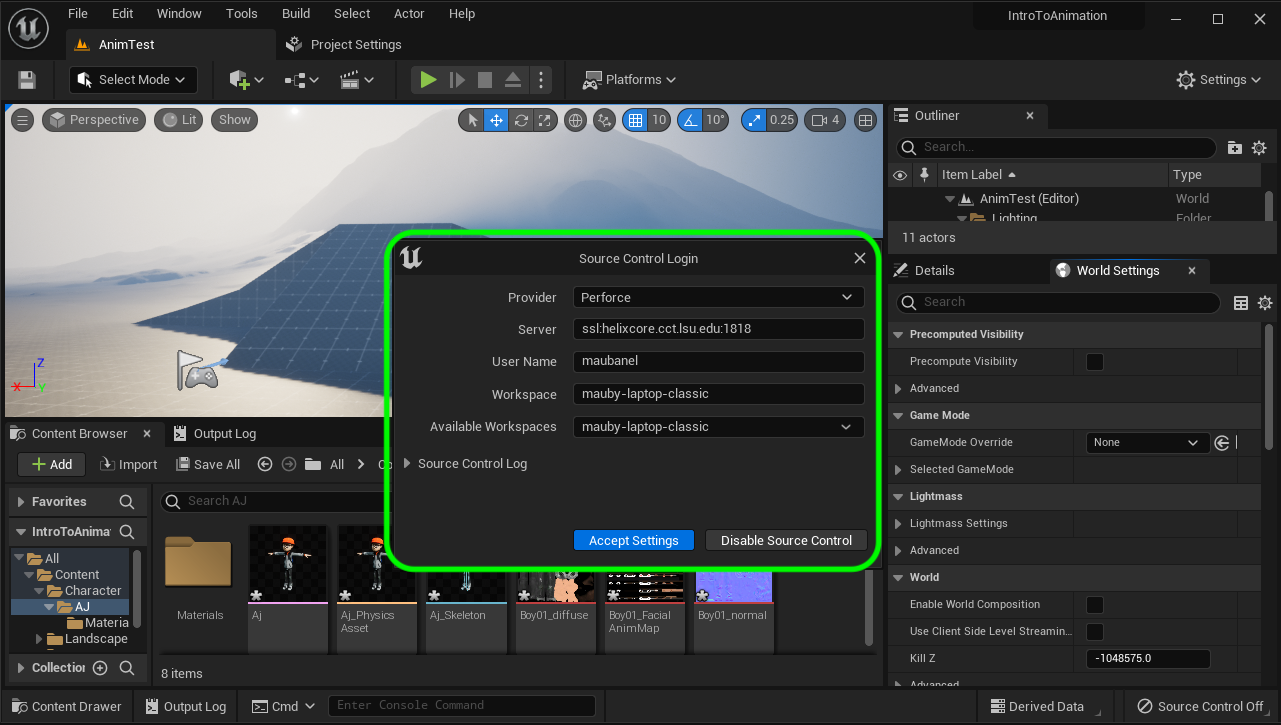 File Edit Window Tools Build Select Actor Help IntroToAnimation
AnimTest Project Settings
Select Mode Platforms Settings
Perspective Lit Show 10 10° 0.25 4
Outliner
Search...
Item Label Type
AnimTest (Editor) World
Lighting Folder
11 actors
Source Control Login
Provider Perforce
Server ssl:helixcore.cct.lsu.edu:1818
User Name maubanel
Workspace mauby-laptop-classic
Available Workspaces mauby-laptop-classic
Source Control Log
Accept Settings Disable Source Control
Details World Settings
Search
Precomputed Visibility
Precompute Visibility
Advanced
Game Mode
GameMode Override None
Selected GameMode
Lightmass
Lightmass Settings
Advanced
World
Enable World Composition
Use Client Side Level Streamin...
Kill Z -1048575.0
Advanced
Z
X Y
Content Browser Output Log
Add Import Save All All Co
Favorites Search AJ
IntroToAnima
All
Content
Character
AJ
Materia
Landscape
Collection
Materials
Aj
Aj_Physics
Asset
Aj_Skeleton
Boy01_diffuse
Boy01_Facial
AnimMap
Boy01_normal
8 items
Content Drawer Output Log Cmd Enter Console Command Derived Data Source Control Off